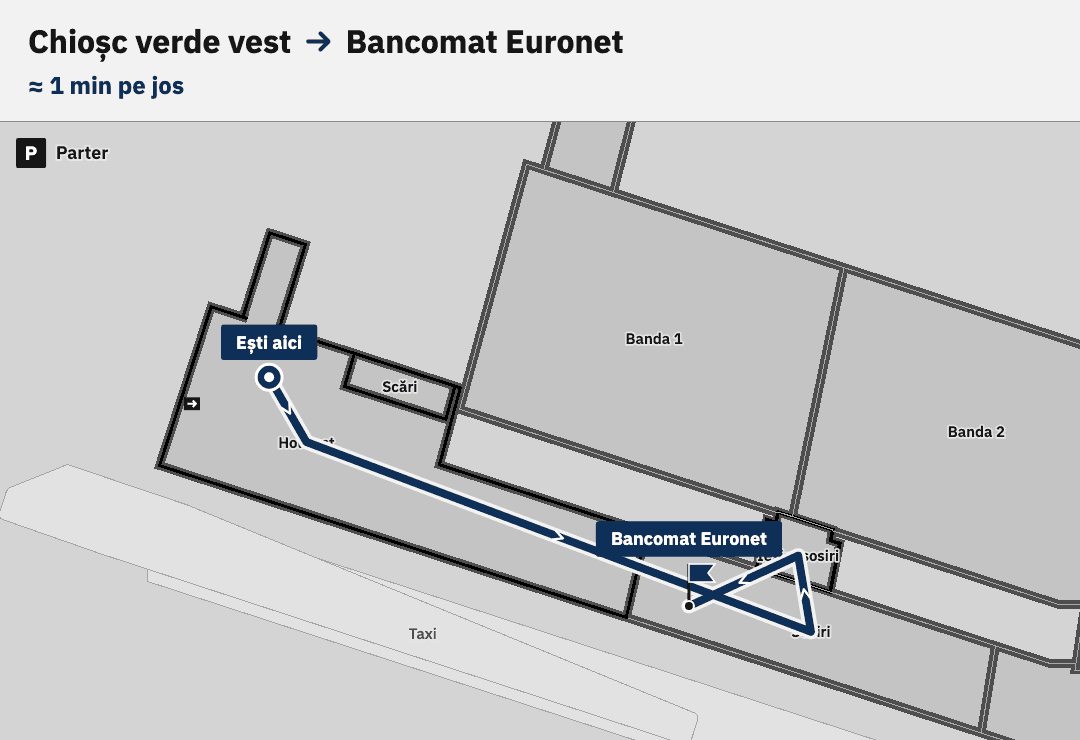 Chioșc verde vest → Bancomat Euronet
≈ 1 min pe jos
P Parter
Ești aici
Scări
Banda 1
Banda 2
Bancomat Euronet
Taxi